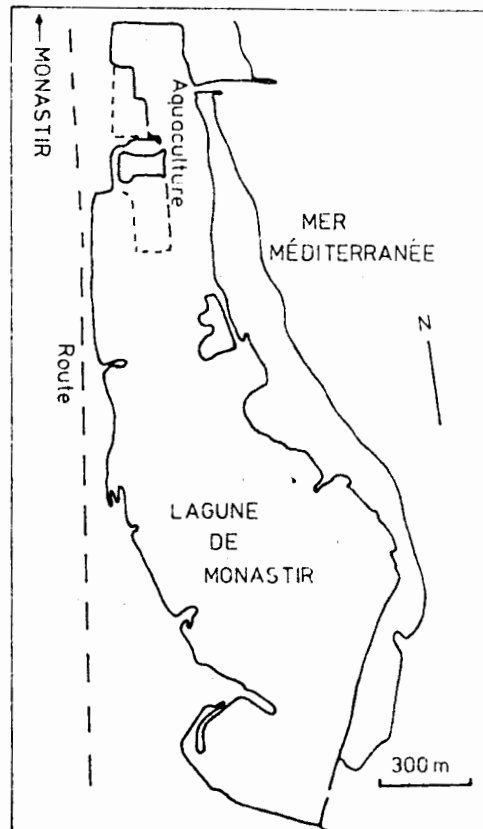 MONASTIR
Aquaculture
MER
MÉDITERRANÉE
N
Route
LAGUNE
DE
MONASTIR
300 m